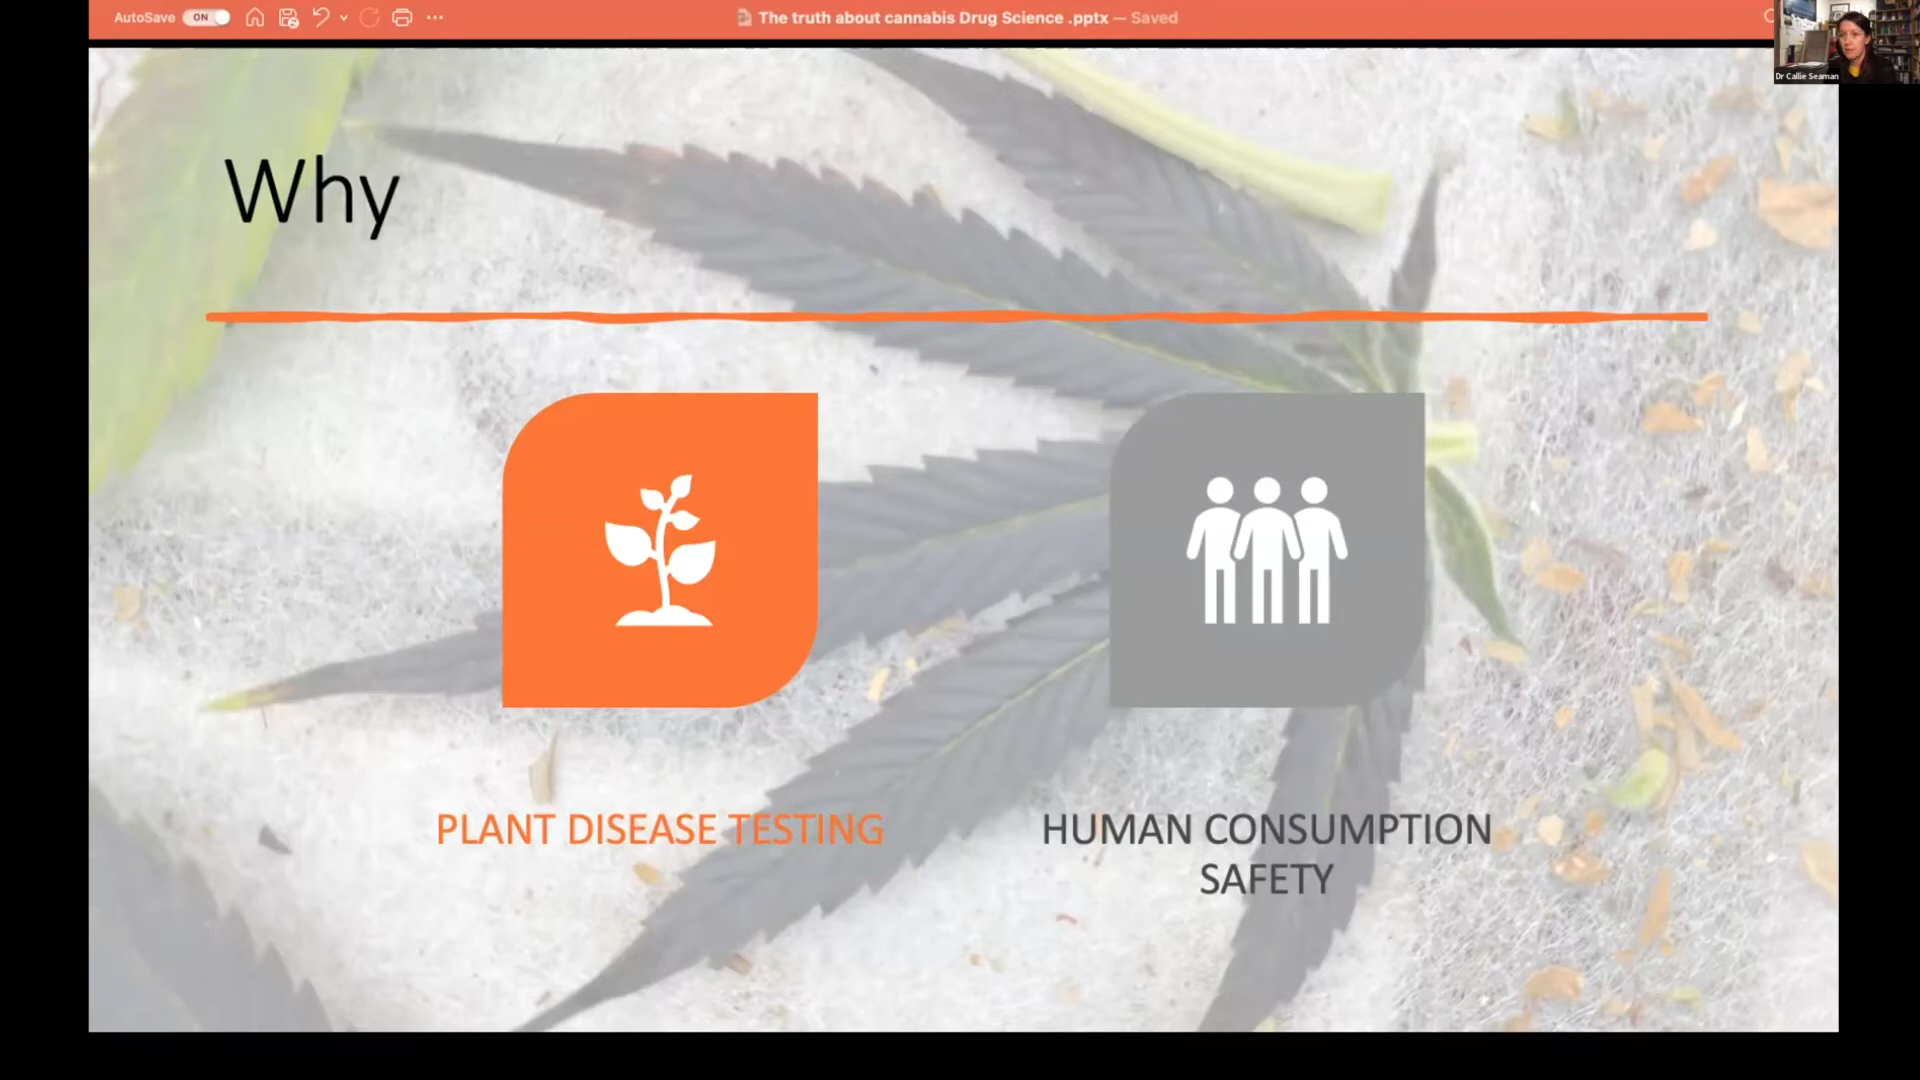 AutoSave ON
The truth about cannabis Drug Science .pptx — Saved
Dr Callie Seaman
Why
PLANT DISEASE TESTING
HUMAN CONSUMPTION
SAFETY